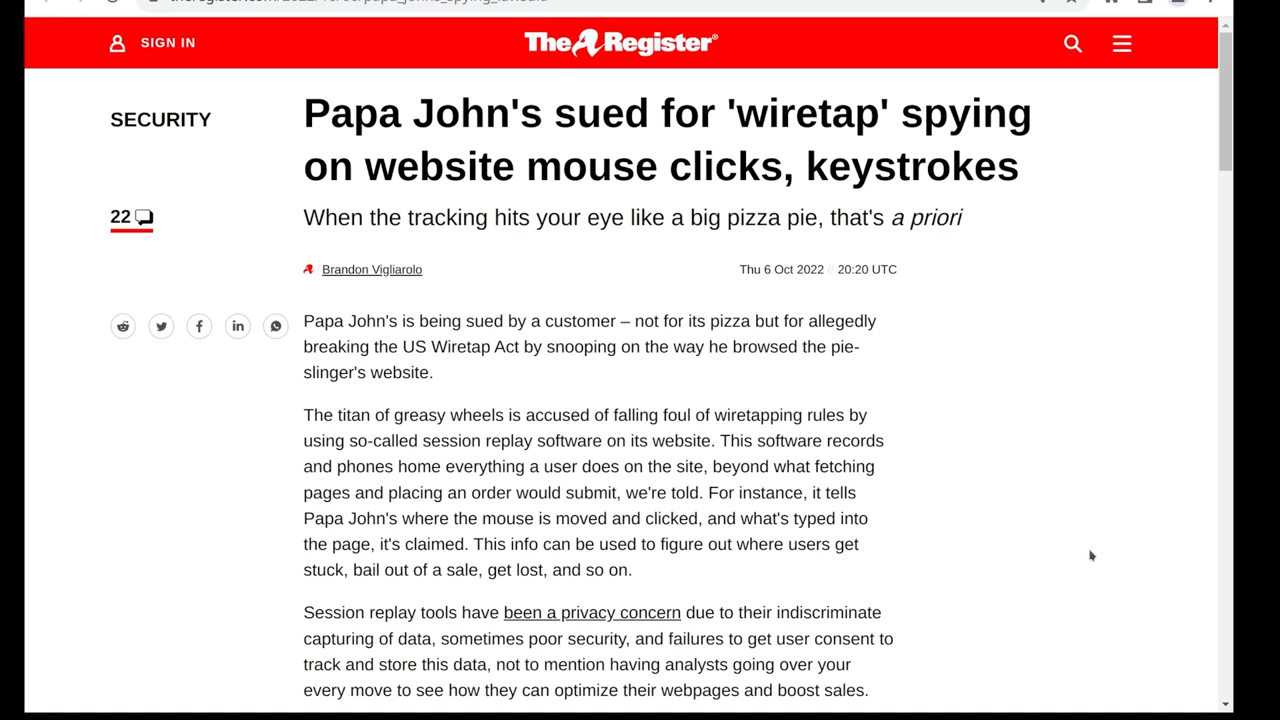 SIGN IN
The Register®
SECURITY
Papa John's sued for 'wiretap' spying
on website mouse clicks, keystrokes
22
When the tracking hits your eye like a big pizza pie, that's a priori
Brandon Vigliarolo
Thu 6 Oct 2022 // 20:20 UTC
Papa John's is being sued by a customer – not for its pizza but for allegedly
breaking the US Wiretap Act by snooping on the way he browsed the pie-
slinger's website.
The titan of greasy wheels is accused of falling foul of wiretapping rules by
using so-called session replay software on its website. This software records
and phones home everything a user does on the site, beyond what fetching
pages and placing an order would submit, we're told. For instance, it tells
Papa John's where the mouse is moved and clicked, and what's typed into
the page, it's claimed. This info can be used to figure out where users get
stuck, bail out of a sale, get lost, and so on.
Session replay tools have been a privacy concern due to their indiscriminate
capturing of data, sometimes poor security, and failures to get user consent to
track and store this data, not to mention having analysts going over your
every move to see how they can optimize their webpages and boost sales.